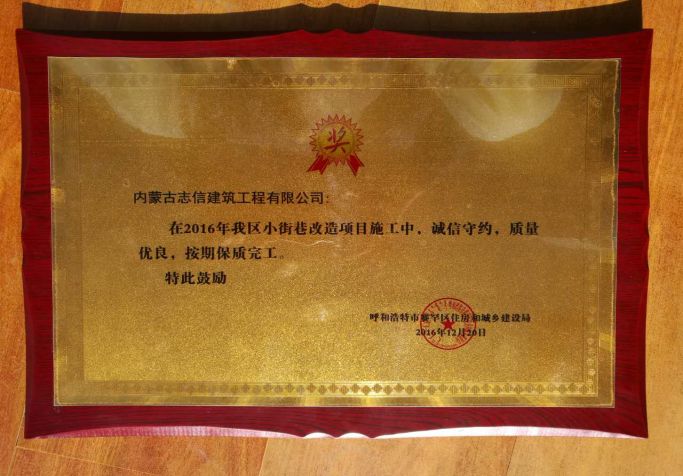 奖
内蒙古志信建筑工程有限公司：
在2016年我区小街巷改造项目施工中，诚信守约，质量
优良，按期保质完工。
特此鼓励
呼和浩特市赛罕区住房和城乡建设局
2016年12月20日